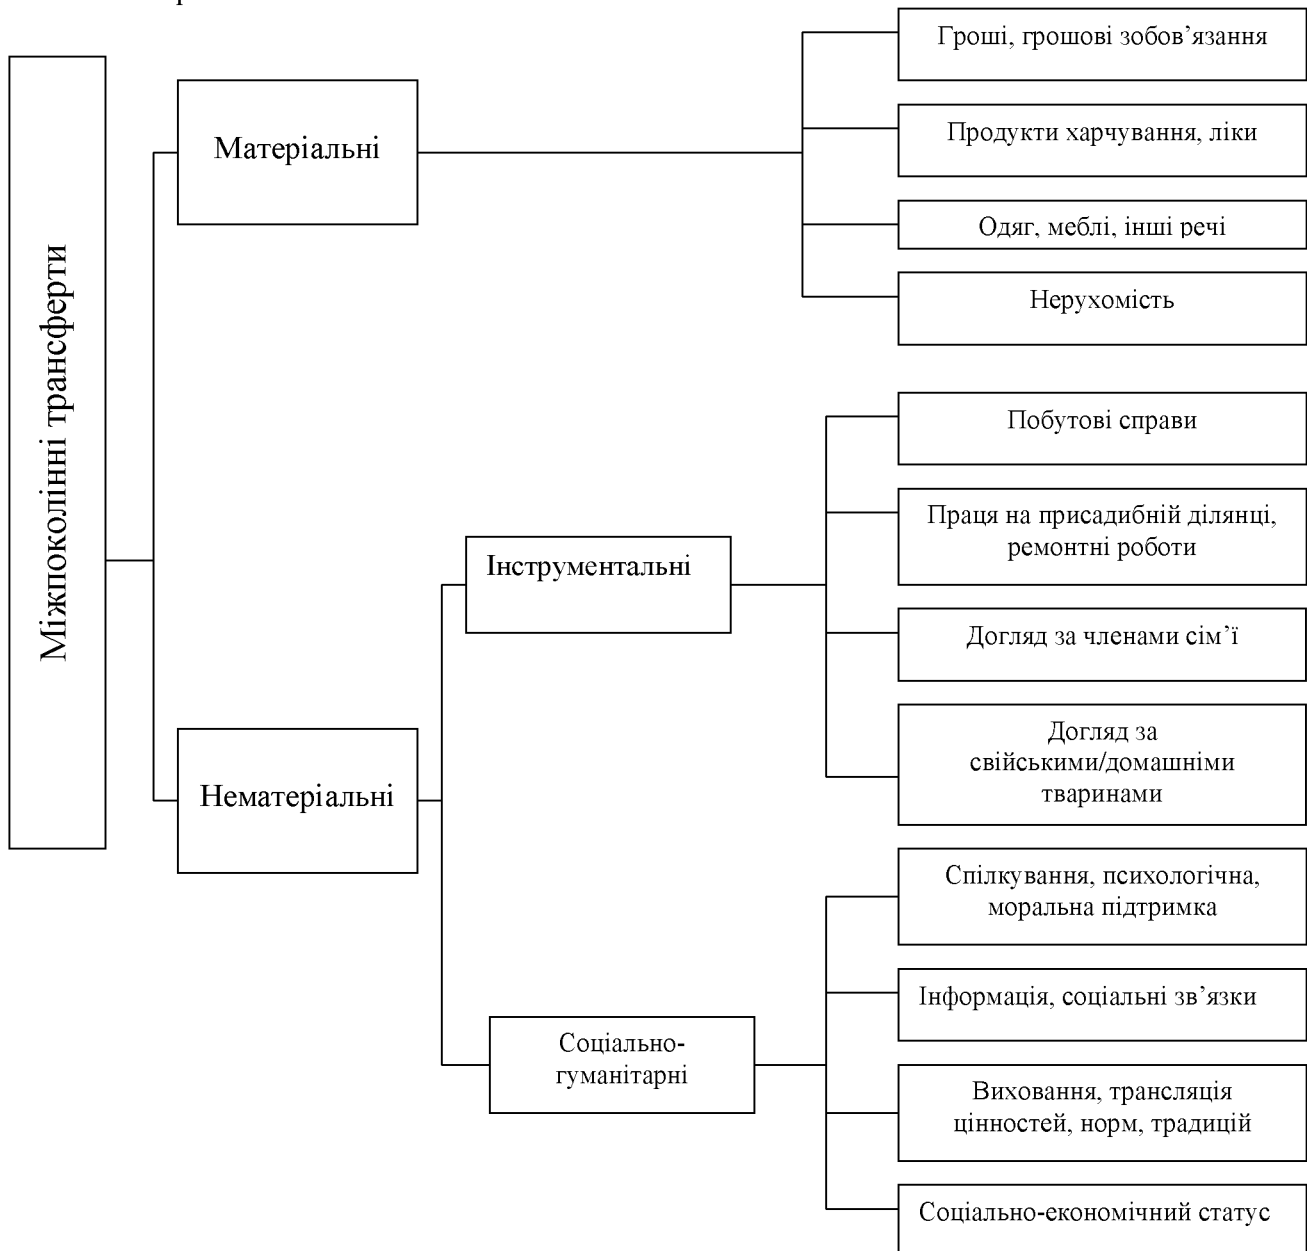 Міжпоколінні трансферти
Матеріальні
Гроші, грошові зобов’язання
Продукти харчування, ліки
Одяг, меблі, інші речі
Нерухомість
Нематеріальні
Інструментальні
Побутові справи
Праця на присадибній ділянці,
ремонтні роботи
Догляд за членами сім’ї
Догляд за
свійськими/домашніми
тваринами
Соціально-
гуманітарні
Спілкування, психологічна,
моральна підтримка
Інформація, соціальні зв’язки
Виховання, трансляція
цінностей, норм, традицій
Соціально-економічний статус